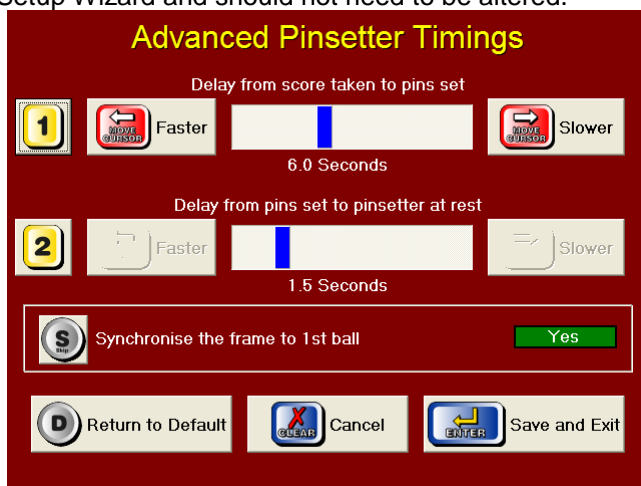 Setup Wizard and should not need to be altered.
Advanced Pinsetter Timings
Delay from score taken to pins set
1 MOVE CURSOR Faster MOVE CURSOR Slower
6.0 Seconds
Delay from pins set to pinsetter at rest
2 Faster Slower
1.5 Seconds
S Skip Synchronise the frame to 1st ball Yes
D Return to Default X CLEAR Cancel ENTER Save and Exit